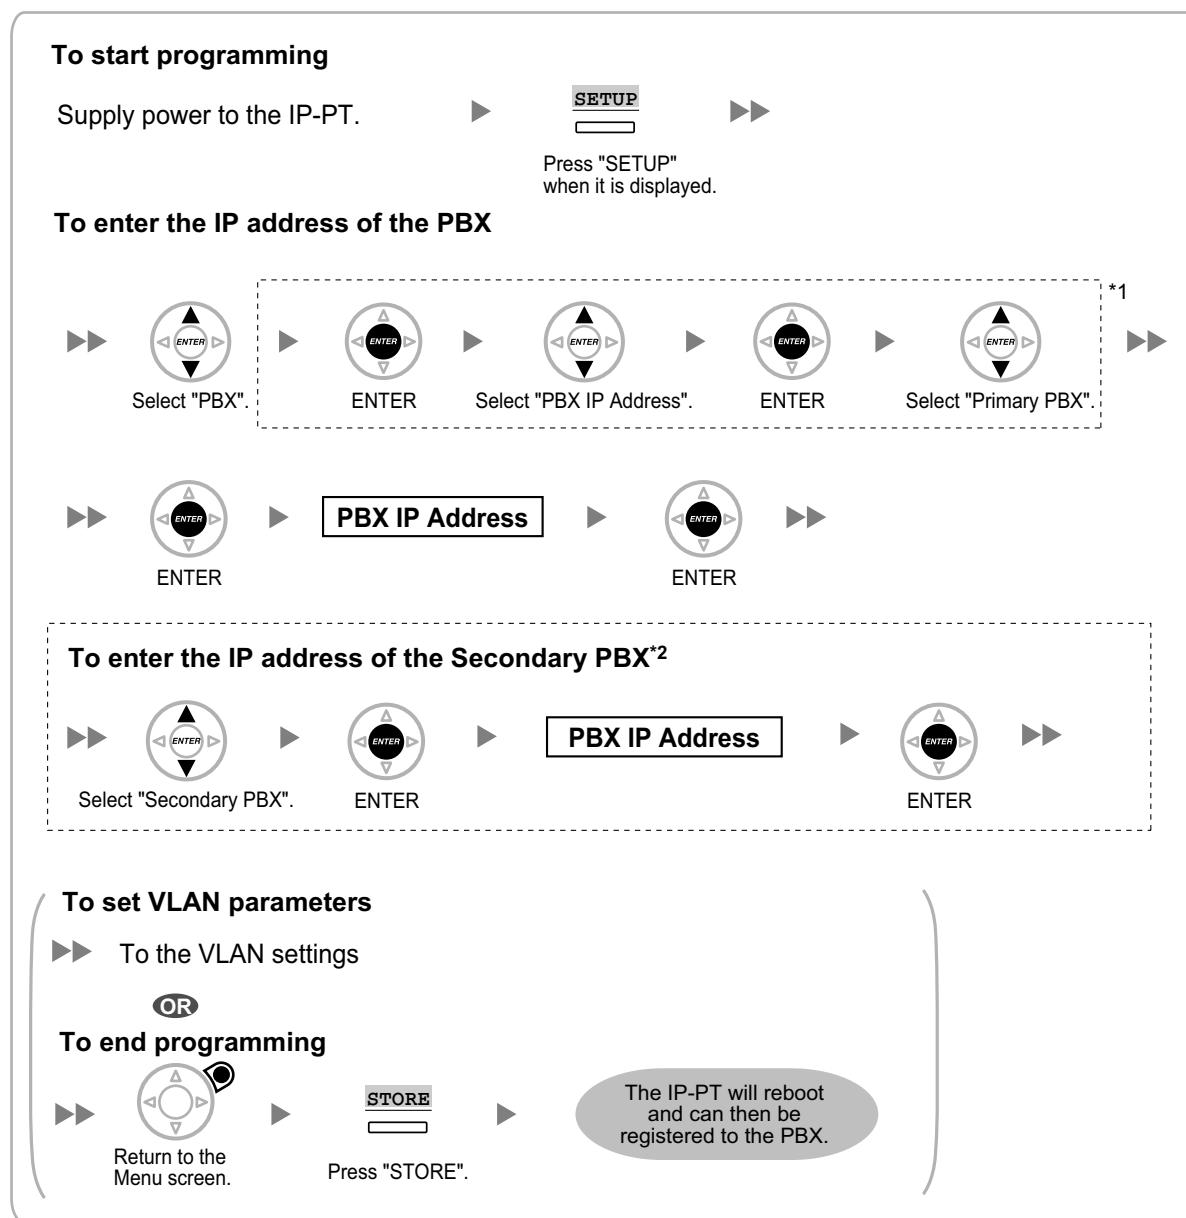 To start programming
Supply power to the IP-PT.
SETUP
Press "SETUP"
when it is displayed.
To enter the IP address of the PBX
*1
ENTER
ENTER
ENTER
ENTER
ENTER
Select "PBX".
ENTER
Select "PBX IP Address".
ENTER
Select "Primary PBX".
ENTER
PBX IP Address
ENTER
ENTER
ENTER
To enter the IP address of the Secondary PBX*2
ENTER
ENTER
PBX IP Address
ENTER
Select "Secondary PBX".
ENTER
ENTER
To set VLAN parameters
To the VLAN settings
OR
To end programming
STORE
The IP-PT will reboot
and can then be
registered to the PBX.
Return to the
Menu screen.
Press "STORE".